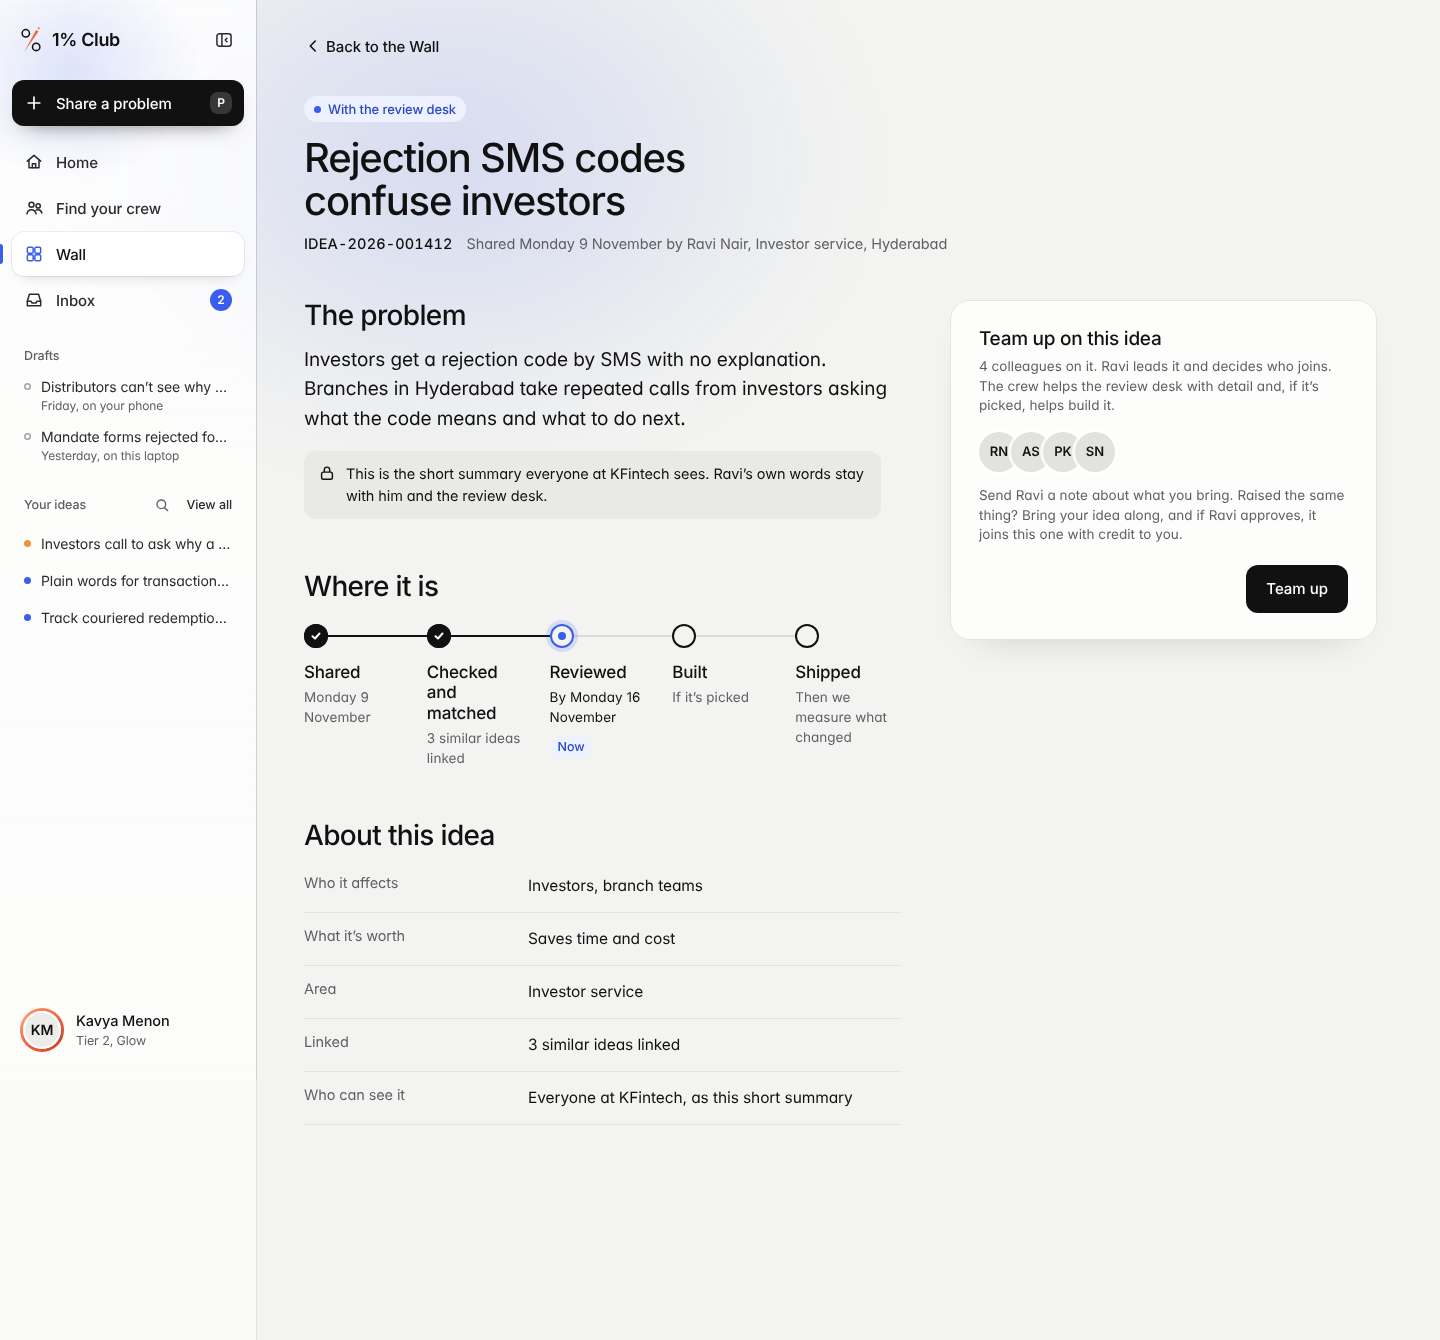 1% Club
Share a problem P
Home
Find your crew
Wall
Inbox 2
Drafts
Distributors can’t see why ...
Friday, on your phone
Mandate forms rejected fo...
Yesterday, on this laptop
Your ideas View all
Investors call to ask why a ...
Plain words for transaction...
Track couriered redemptio...
KM
Kavya Menon
Tier 2, Glow
Back to the Wall
With the review desk
Rejection SMS codes
confuse investors
IDEA-2026-001412 Shared Monday 9 November by Ravi Nair, Investor service, Hyderabad
The problem
Investors get a rejection code by SMS with no explanation.
Branches in Hyderabad take repeated calls from investors asking
what the code means and what to do next.
This is the short summary everyone at KFintech sees. Ravi’s own words stay
with him and the review desk.
Where it is
Shared
Monday 9
November
Checked
and
matched
3 similar ideas
linked
Reviewed
By Monday 16
November
Now
Built
If it’s picked
Shipped
Then we
measure what
changed
About this idea
Who it affects Investors, branch teams
What it’s worth Saves time and cost
Area Investor service
Linked 3 similar ideas linked
Who can see it Everyone at KFintech, as this short summary
Team up on this idea
4 colleagues on it. Ravi leads it and decides who joins.
The crew helps the review desk with detail and, if it’s
picked, helps build it.
RN AS PK SN
Send Ravi a note about what you bring. Raised the same
thing? Bring your idea along, and if Ravi approves, it
joins this one with credit to you.
Team up